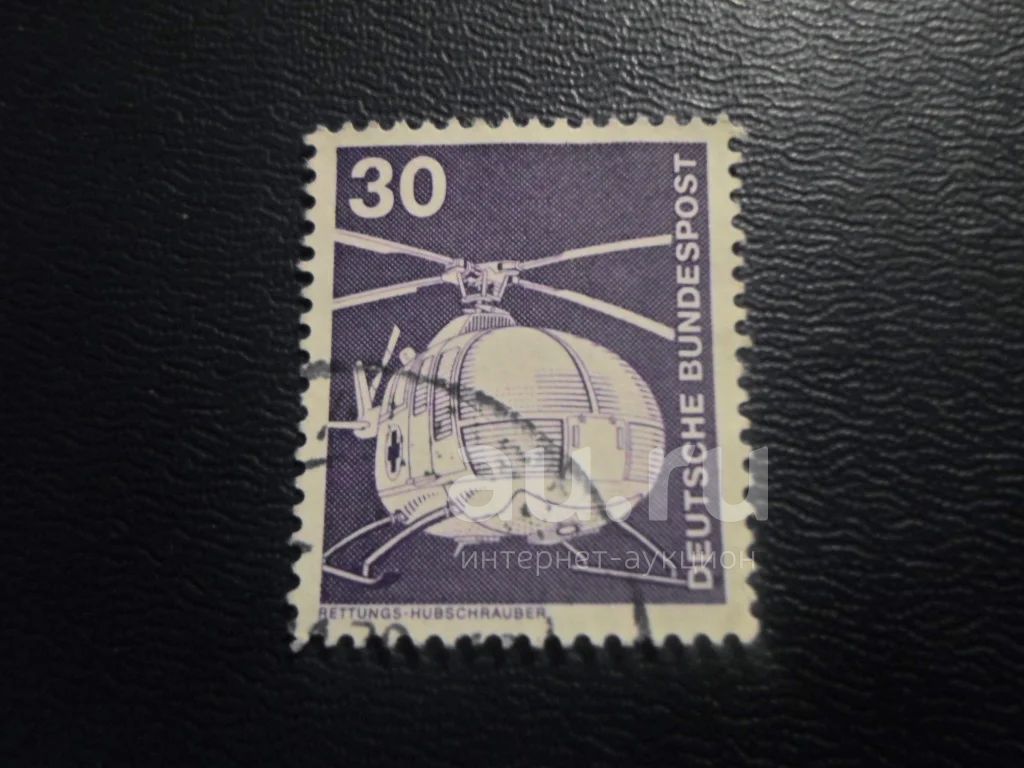 30
DEUTSCHE BUNDESPOST
au.ru
интернет-аукцион
RETTUNGS-HUBSCHRAUBER